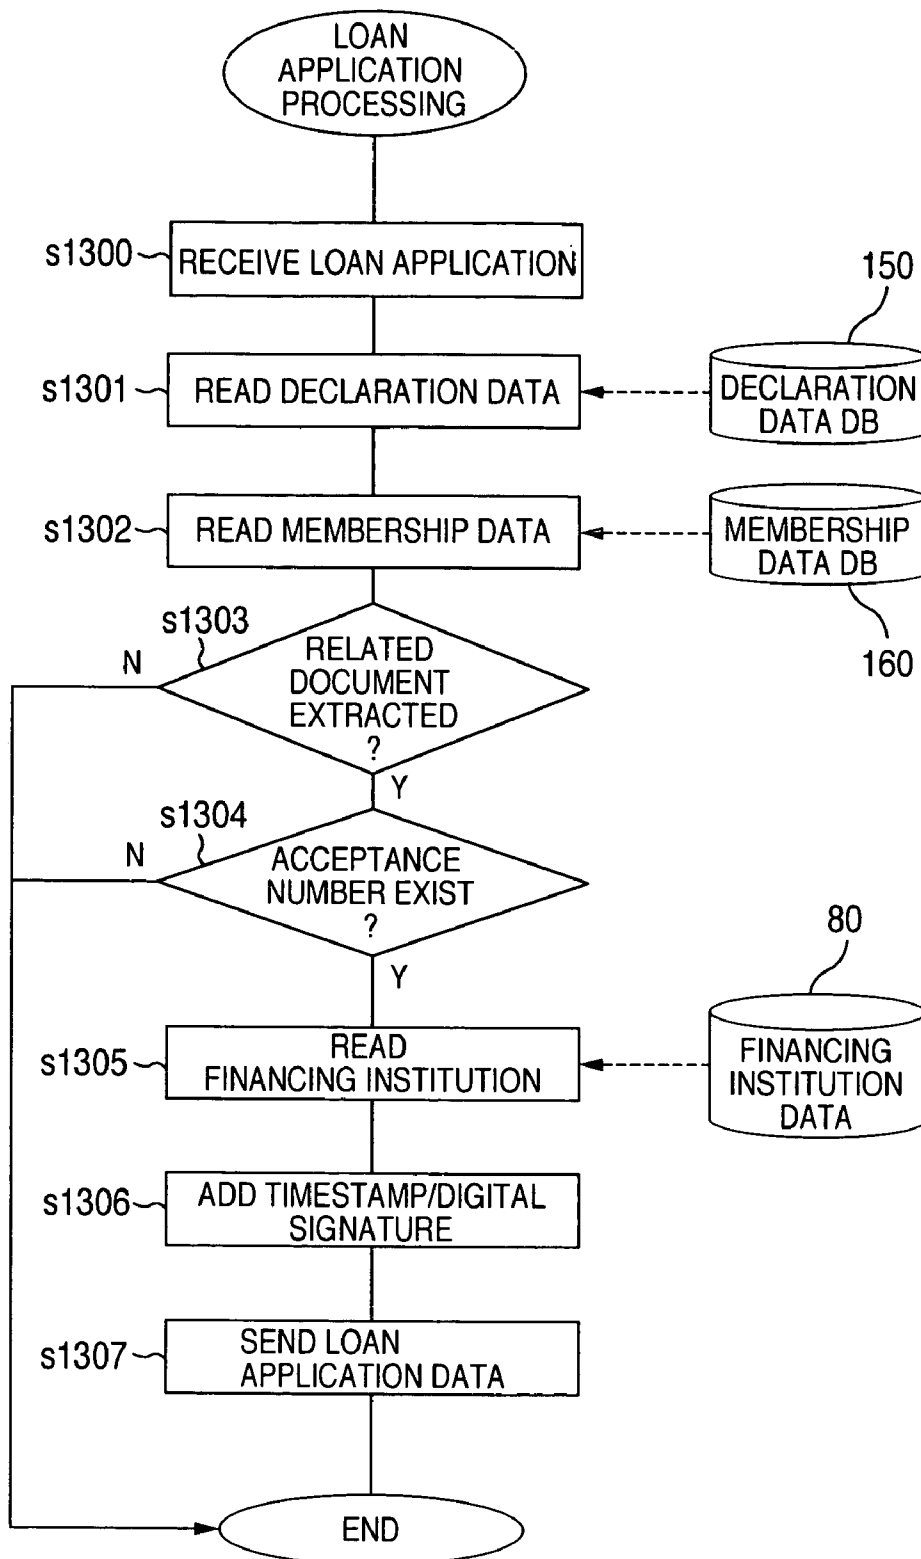 LOAN
APPLICATION
PROCESSING
s1300
RECEIVE LOAN APPLICATION
150
s1301
READ DECLARATION DATA
DECLARATION
DATA DB
s1302
READ MEMBERSHIP DATA
MEMBERSHIP
DATA DB
160
s1303
N
RELATED
DOCUMENT
EXTRACTED
?
Y
s1304
N
ACCEPTANCE
NUMBER EXIST
?
Y
80
s1305
READ
FINANCING INSTITUTION
FINANCING
INSTITUTION
DATA
s1306
ADD TIMESTAMP/DIGITAL
SIGNATURE
s1307
SEND LOAN
APPLICATION DATA
END